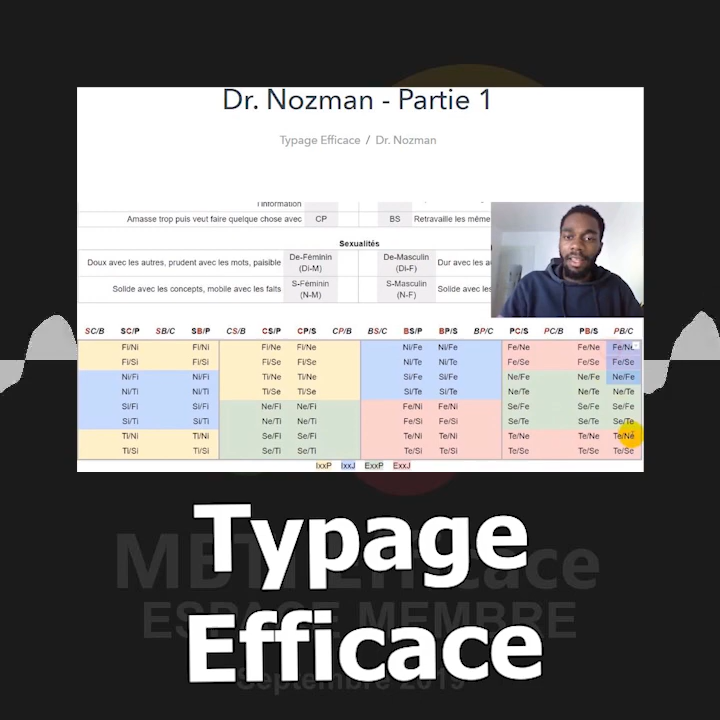 Dr. Nozman - Partie 1
Typage Efficace / Dr. Nozman
l'information
Amasse trop puis veut faire quelque chose avec CP BS Retravaille les même
Sexualités
Doux avec les autres, prudent avec les mots, paisible De-Féminin (Di-M) De-Masculin (Di-F) Dur avec les au
Solide avec les concepts, mobile avec les faits S-Féminin (N-M) S-Masculin (N-F) Solide avec les
SC/B SC/P SB/C SB/P CS/B CS/P CP/S CP/B BS/C BS/P BP/S BP/C PC/S PC/B PB/S PB/C
Fi/Ni Fi/Ni Fi/Ne Fi/Ne Ni/Fe Ni/Fe Fe/Ne Fe/Ne Fe/Ne
Fi/Si Fi/Si Fi/Se Fi/Se Ni/Te Ni/Te Fe/Se Fe/Se Fe/Se
Ni/Fi Ni/Fi Ti/Ne Ti/Ne Si/Fe Si/Fe Ne/Fe Ne/Fe Ne/Fe
Ni/Ti Ni/Ti Ti/Se Ti/Se Si/Te Si/Te Ne/Te Ne/Te Ne/Te
Si/Fi Si/Fi Ne/Fi Ne/Fi Fe/Ni Fe/Ni Se/Fe Se/Fe Se/Fe
Si/Ti Si/Ti Ne/Ti Ne/Ti Fe/Si Fe/Si Se/Te Se/Te Se/Te
Ti/Ni Ti/Ni Se/Fi Se/Fi Te/Ni Te/Ni Te/Ne Te/Ne Te/Ne
Ti/Si Ti/Si Se/Ti Se/Ti Te/Si Te/Si Te/Se Te/Se Te/Se
IxxP IxxJ ExxP ExxJ
Typage
MBTI Efficace
ESPACE MEMBRE
Efficace
Septembre 2019